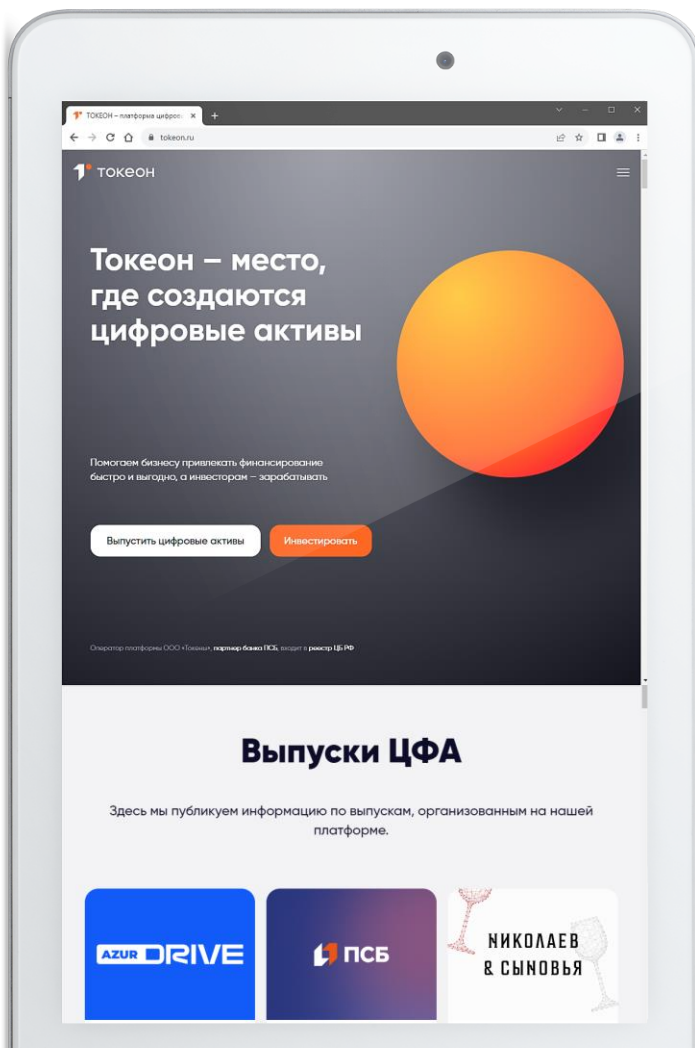 ТОКЕОН – платформа цифров
tokeon.ru
ТОКЕОН
Токеон – место,
где создаются
цифровые активы
Помогаем бизнесу привлекать финансирование
быстро и выгодно, а инвесторам – зарабатывать
Выпустить цифровые активы
Инвестировать
Оператор платформы ООО «Токены», партнер банка ПСБ, входит в реестр ЦБ РФ
Выпуски ЦФА
Здесь мы публикуем информацию по выпускам, организованным на нашей
платформе.
AZUR DRIVE
ПСБ
НИКОЛАЕВ
& СЫНОВЬЯ